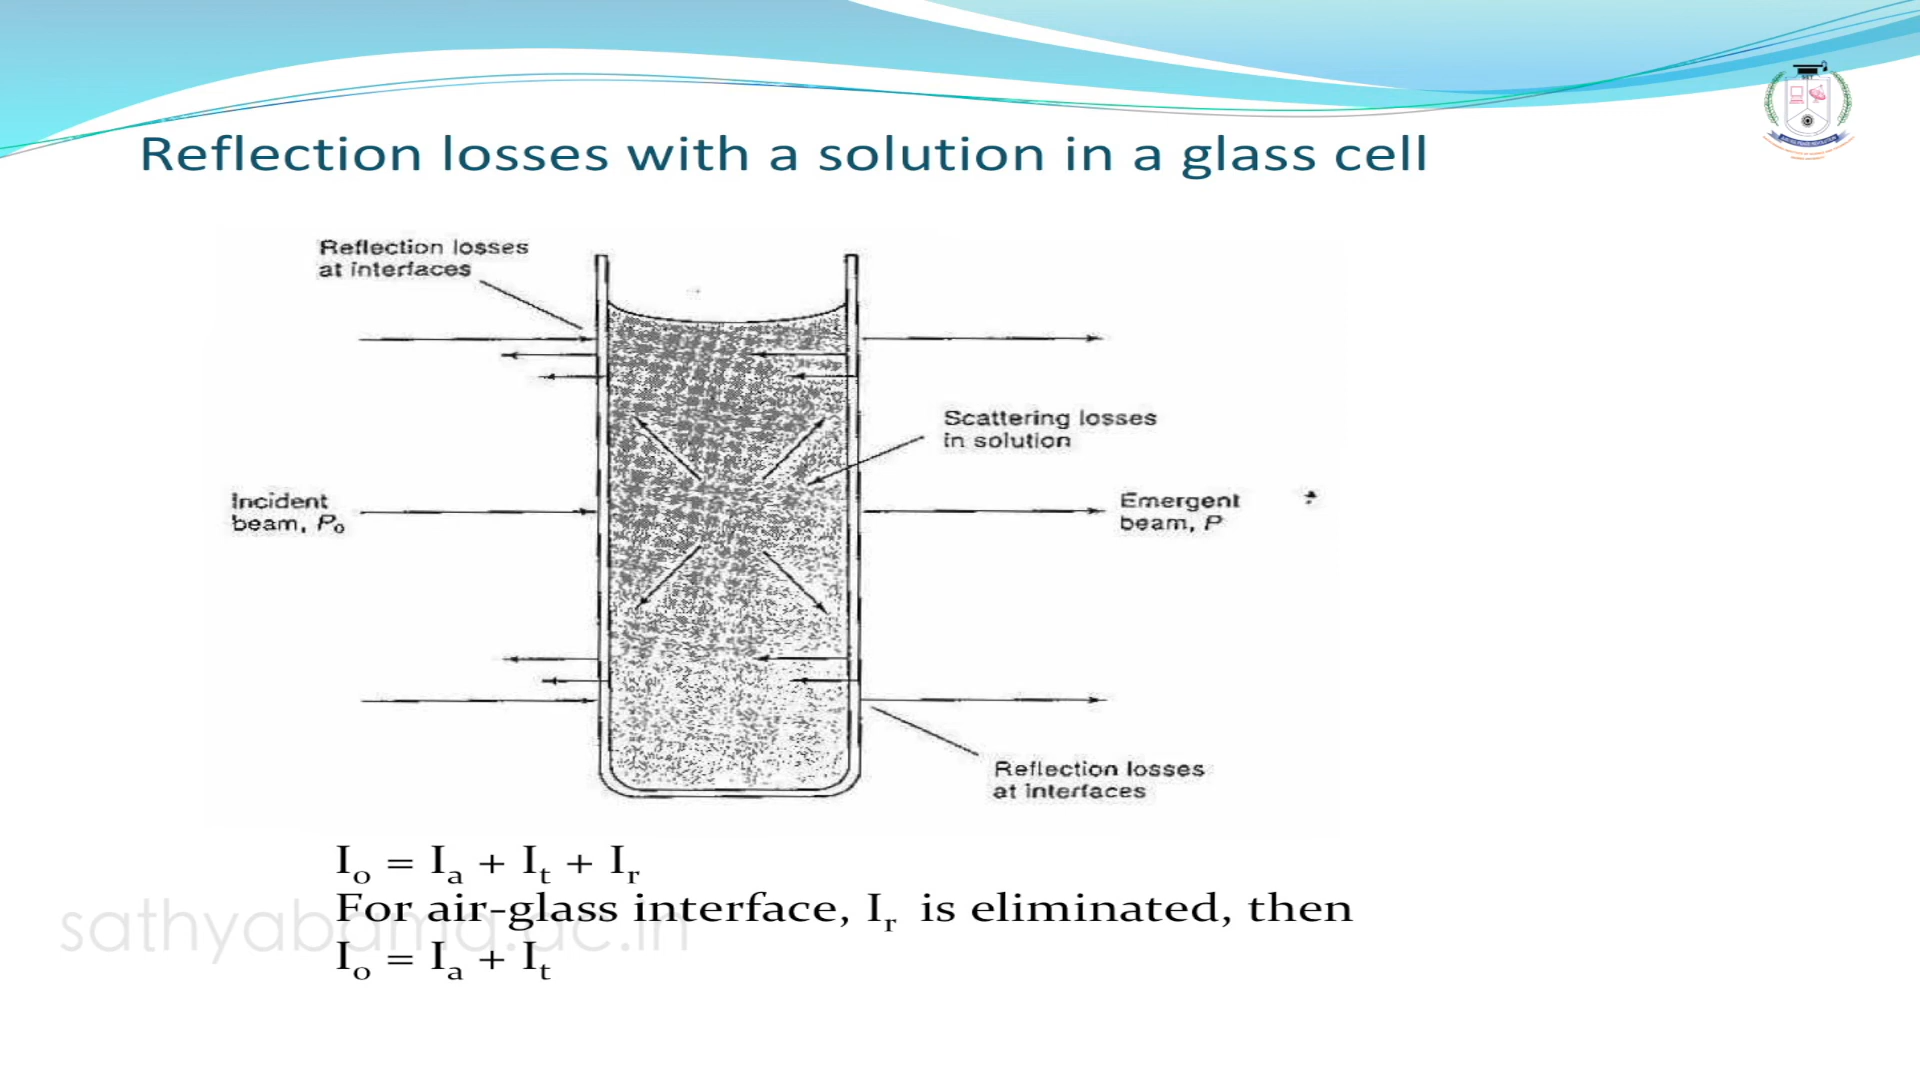 Reflection losses with a solution in a glass cell
Reflection losses
at interfaces
Scattering losses
in solution
Incident
beam, P₀
Emergent
beam, P
Reflection losses
at interfaces
Iₒ = Iₐ + Iₜ + Iᵣ
For air-glass interface, Iᵣ is eliminated, then
Iₒ = Iₐ + Iₜ
sathyabama.ac.in